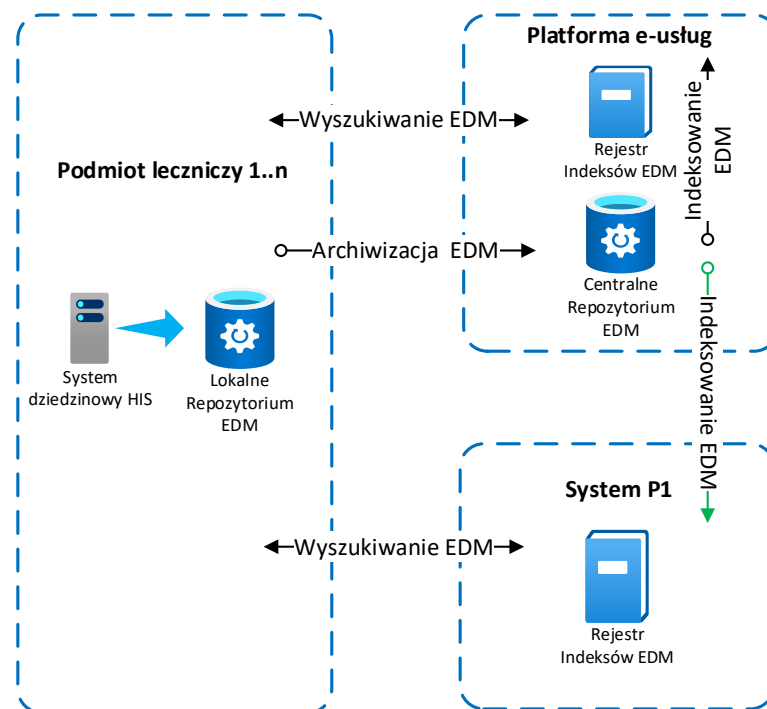 Platforma e-usług
Wyszukiwanie EDM
Rejestr
Indeksów EDM
Indeksowanie
EDM
Podmiot leczniczy 1..n
Archiwizacja EDM
Centralne
Repozytorium
EDM
Indeksowanie EDM
System
dziedzinowy HIS
Lokalne
Repozytorium
EDM
System P1
Wyszukiwanie EDM
Rejestr
Indeksów EDM